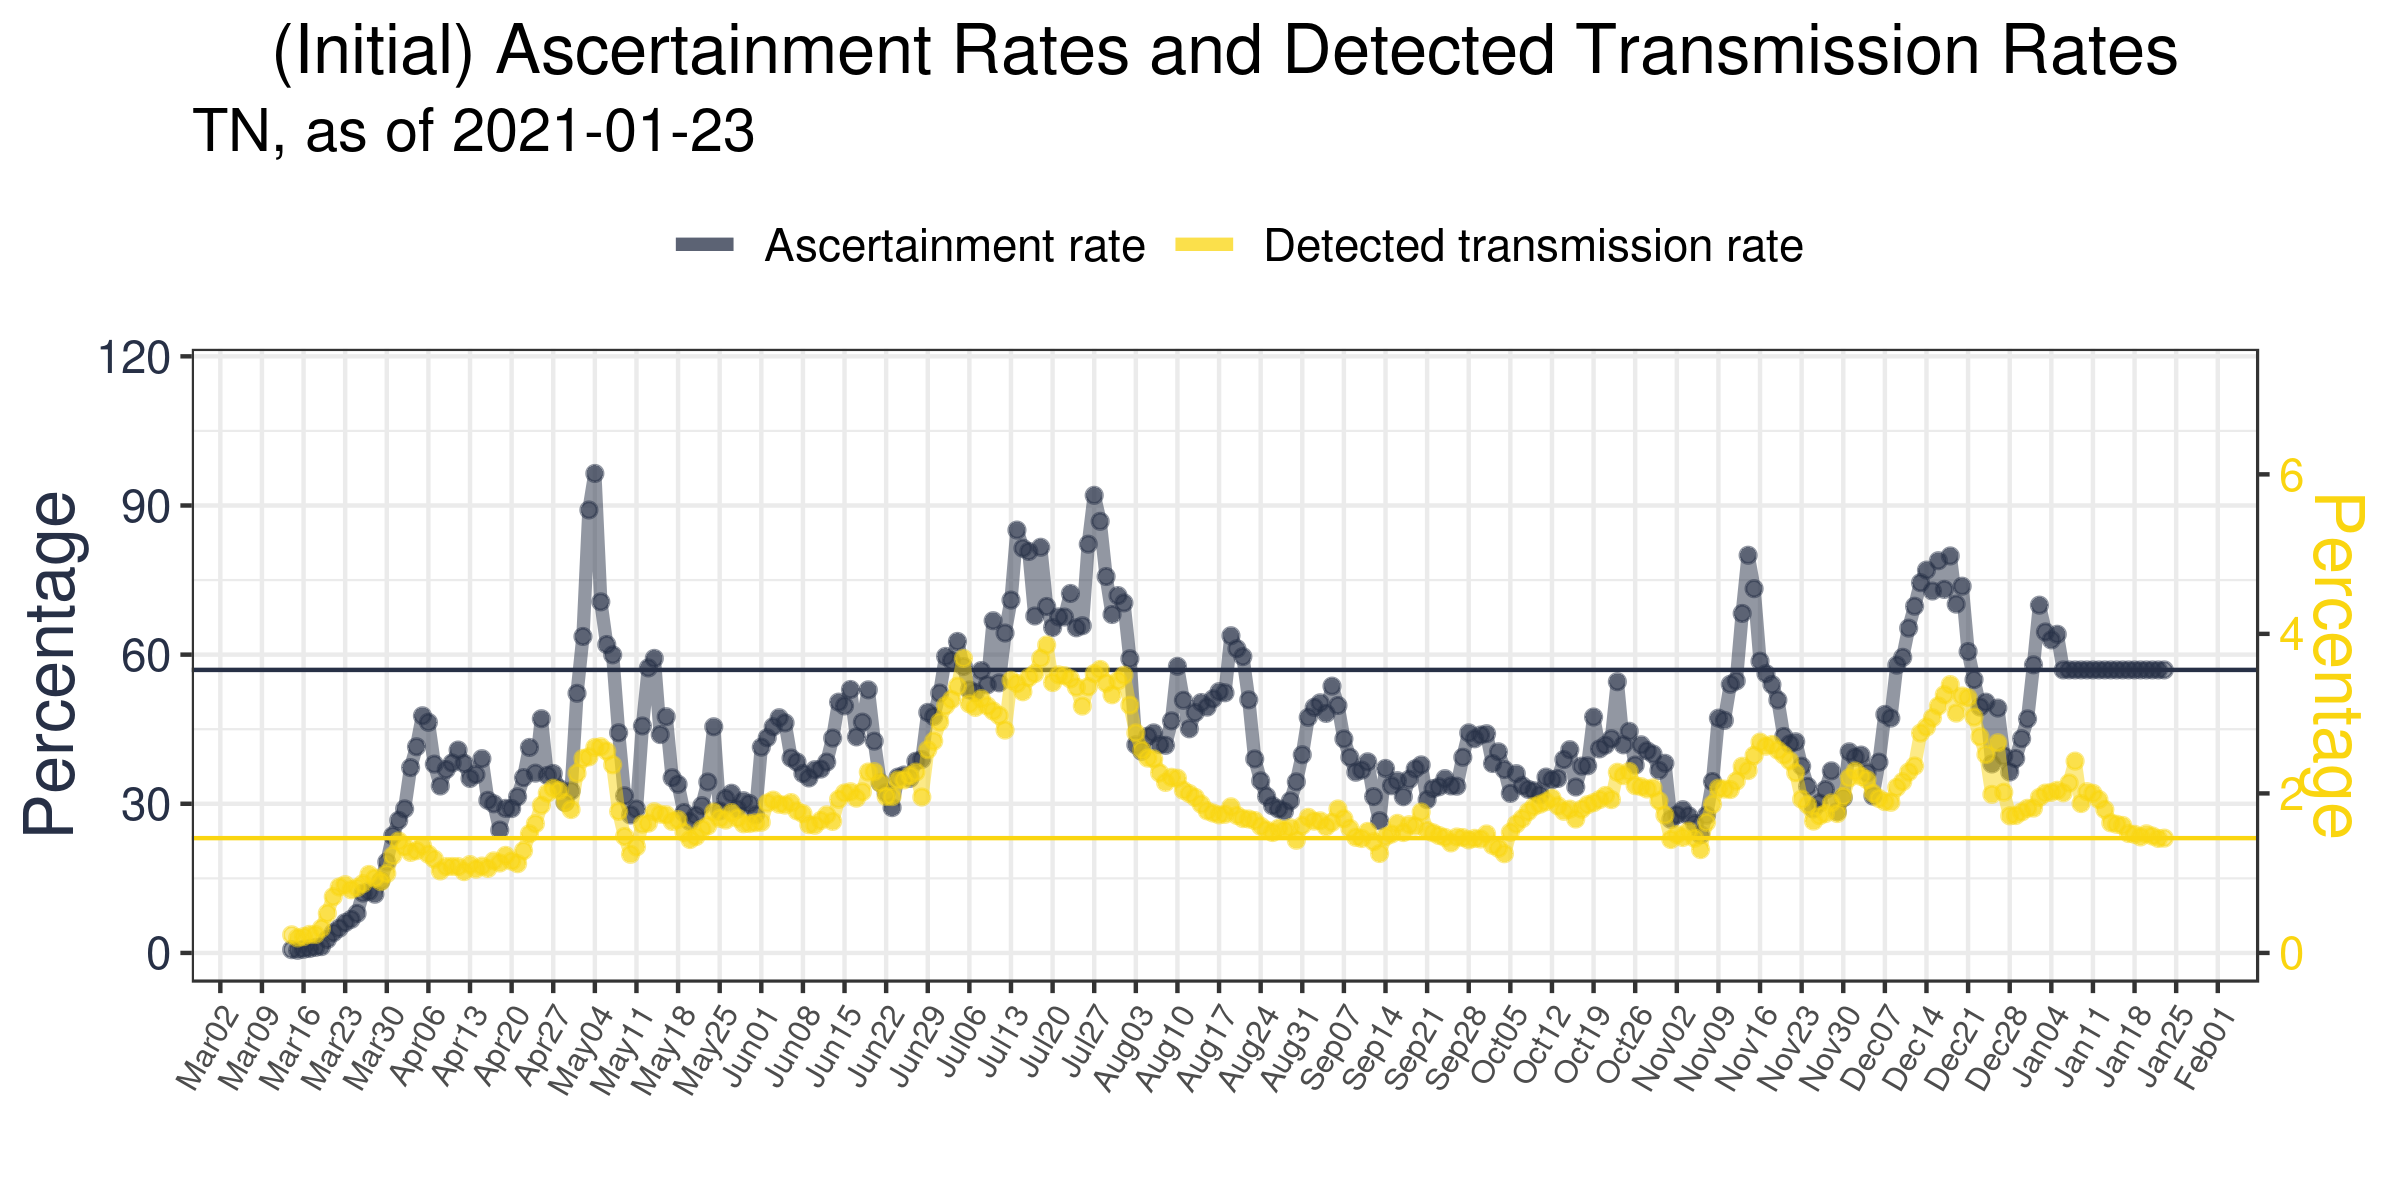 (Initial) Ascertainment Rates and Detected Transmission Rates
TN, as of 2021-01-23
Ascertainment rate
Detected transmission rate
120
90
60
30
0
Percentage
6
4
2
0
Percentage
Mar02
Mar09
Mar16
Mar23
Mar30
Apr06
Apr13
Apr20
Apr27
May04
May11
May18
May25
Jun01
Jun08
Jun15
Jun22
Jun29
Jul06
Jul13
Jul20
Jul27
Aug03
Aug10
Aug17
Aug24
Aug31
Sep07
Sep14
Sep21
Sep28
Oct05
Oct12
Oct19
Oct26
Nov02
Nov09
Nov16
Nov23
Nov30
Dec07
Dec14
Dec21
Dec28
Jan04
Jan11
Jan18
Jan25
Feb01